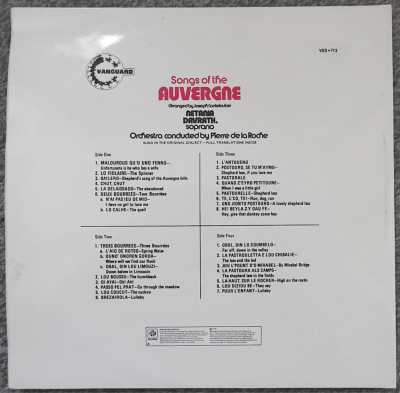 VANGUARD
VSD • 713
Songs of the
AUVERGNE
Arranged by Joseph Canteloube
NETANIA
DAVRATH,
soprano
Orchestra conducted by Pierre de la Roche
SUNG IN THE ORIGINAL DIALECT – FULL TRANSLATIONS INSIDE
Side One
1. MALOUROUS QU'O UNO FENNO—
Unfortunate is he who has a wife
2. LO FIOLAIRE—The Spinner
3. BAILERO—Shepherd's song of the Auvergne hills
4. CHUT, CHUT
5. LA DELAISSADO—The abandoned
6. DEUX BOURREES—Two Bourrées
a. N'AI PAS IEU DE MIO—
I have no girl to love me
b. LO CALHE—The quail
Side Two
1. TROIS BOURREES—Three Bourrées
a. L'AIO DE ROTSO—Spring Water
b. OUND' ONOREN GORDA—
Where will we find our flock
c. OBAL, DIN LOU LIMOUZI—
Down below in Limousin
2. LOU BOUSSU—The hunchback
3. OI AYAI—Oh! Ah!
4. PASSO PEL PRAT—Go through the meadow
5. LOU COUCUT—The cuckoo
6. BREZAIROLA—Lullaby
Side Three
1. L'ANTOUENO
2. POSTOURO, SE TU M'AYMO—
Shepherd lass, if you love me
3. PASTORALE
4. QUAND Z'EYRO PETITOUNE—
When I was a little girl
5. PASTOURELLE—Shepherd lass
6. TE, L'CO, TE!—Run, dog, run
7. UNO JIONTO POSTOURO—A lovely shepherd lass
8. HEI! BEYLA-Z-Y DAU FE—
Hey, give that donkey some hay
Side Four
1. OBAL, DIN LO COUMBELO—
Far off, down in the valley
2. LA PASTROULETTA E LOU CHIBALIE—
The lass and the lad
3. JOU L'POUNT D'O MIRABEL—By Mirabel Bridge
4. LA PASTOURA ALS CAMPS—
The shepherd lass in the fields
5. LA-HAUT, SUR LE ROCHER—High on the rocks
6. LOU DIZIOU BE—They say
7. POUR L'ENFANT—Lullaby